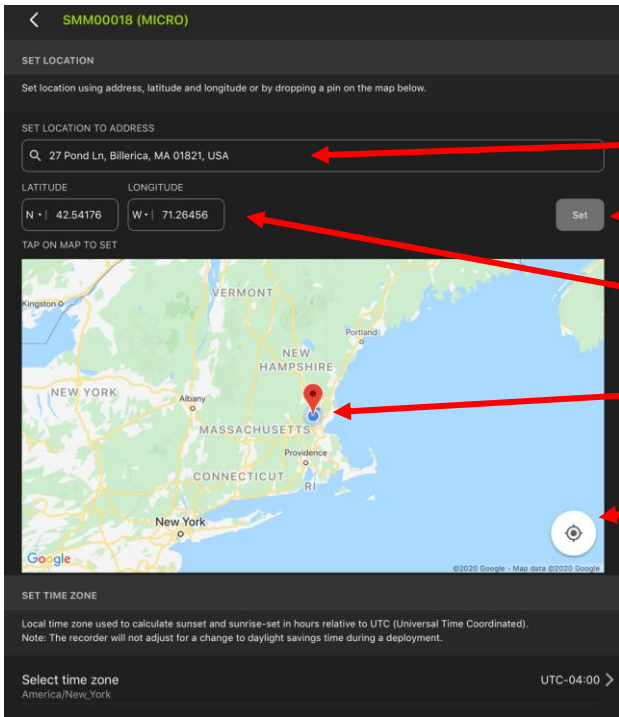 SMM00018 (MICRO)
SET LOCATION
Set location using address, latitude and longitude or by dropping a pin on the map below.
SET LOCATION TO ADDRESS
27 Pond Ln, Billerica, MA 01821, USA
LATITUDE LONGITUDE
N 42.54176 W 71.26456 Set
TAP ON MAP TO SET
VERMONT
Kingston
Portland
NEW
HAMPSHIRE
NEW YORK
Albany
MASSACHUSETTS
Providence
CONNECTICUT
RI
New York
Google
©2020 Google - Map data ©2020 Google
SET TIME ZONE
Local time zone used to calculate sunset and sunrise-set in hours relative to UTC (Universal Time Coordinated).
Note: The recorder will not adjust for a change to daylight savings time during a deployment.
Select time zone UTC-04:00
America/New_York